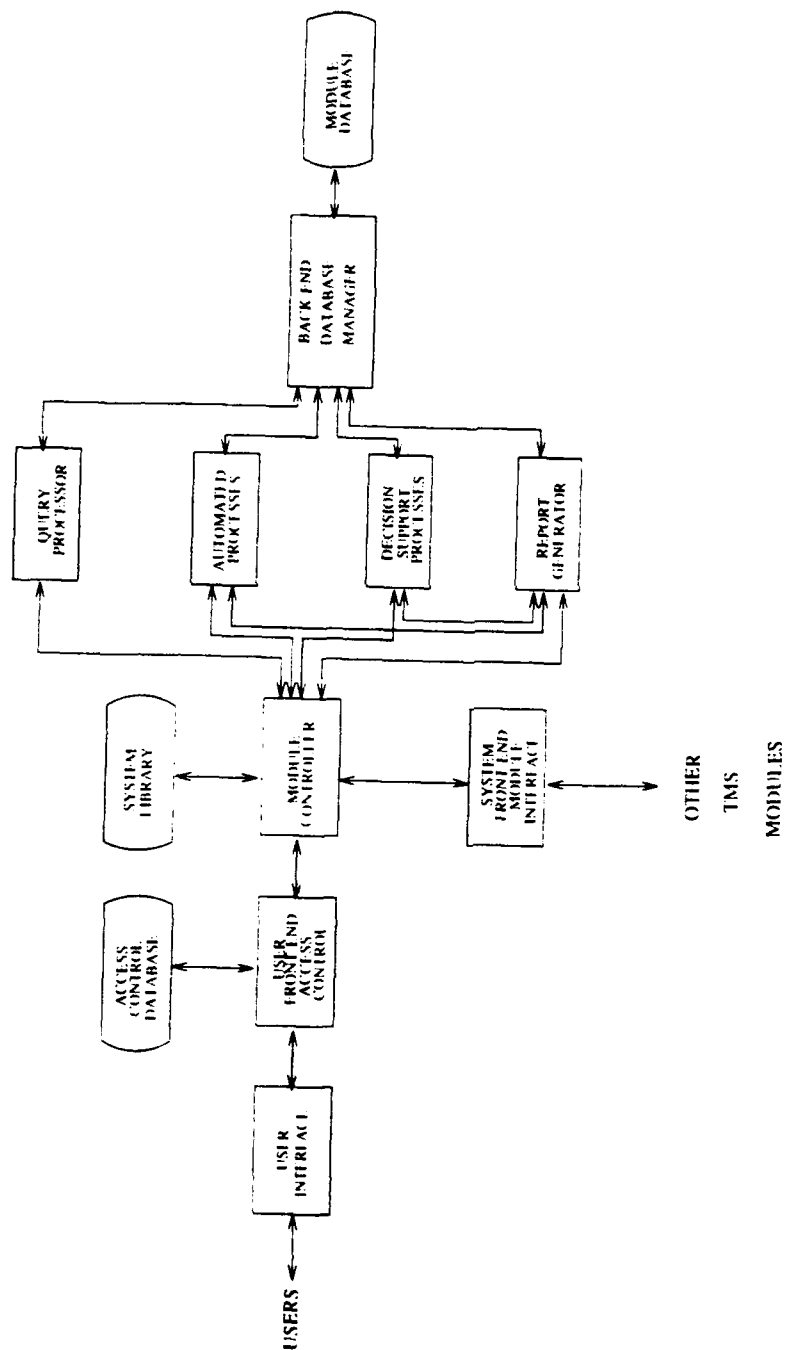 USERS
USER
INTERFACE
ACCESS
CONTROL
DATABASE
USER
FRONT END
ACCESS
CONTROL
SYSTEM
LIBRARY
MODULE
CONTROLLER
SYSTEM
FRONT END
MODULE
INTERFACE
OTHER
TMS
MODULES
QUERY
PROCESSOR
AUTOMATED
PROCESSES
DECISION
SUPPORT
PROCESSES
REPORT
GENERATOR
BACK END
DATABASE
MANAGER
MODULE
DATABASE